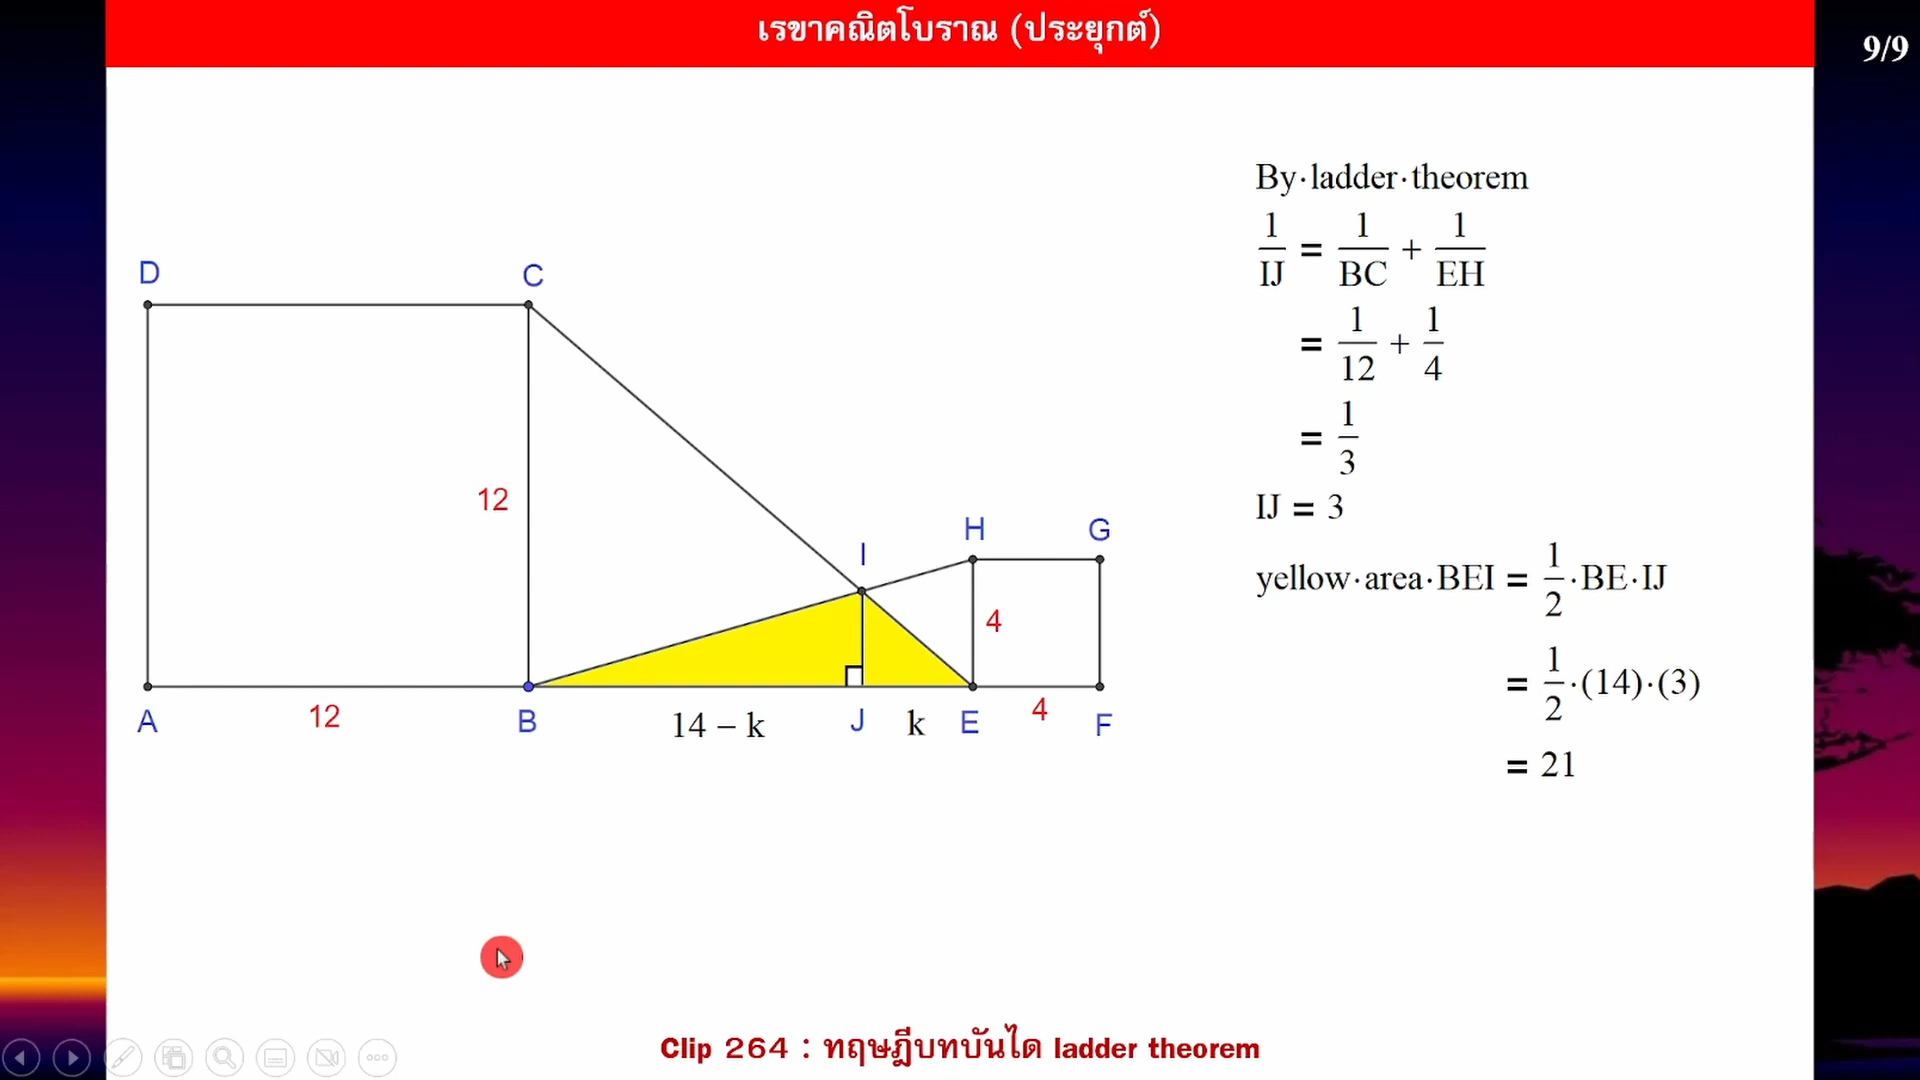 เรขาคณิตโบราณ (ประยุกต์)
9/9
By·ladder·theorem
1/IJ = 1/BC + 1/EH
= 1/12 + 1/4
= 1/3
IJ = 3
yellow·area·BEI = 1/2·BE·IJ
= 1/2·(14)·(3)
= 21
D C
12
I H G
4
A 12 B 14 – k J k E 4 F
Clip 264 : ทฤษฎีบทบันได ladder theorem